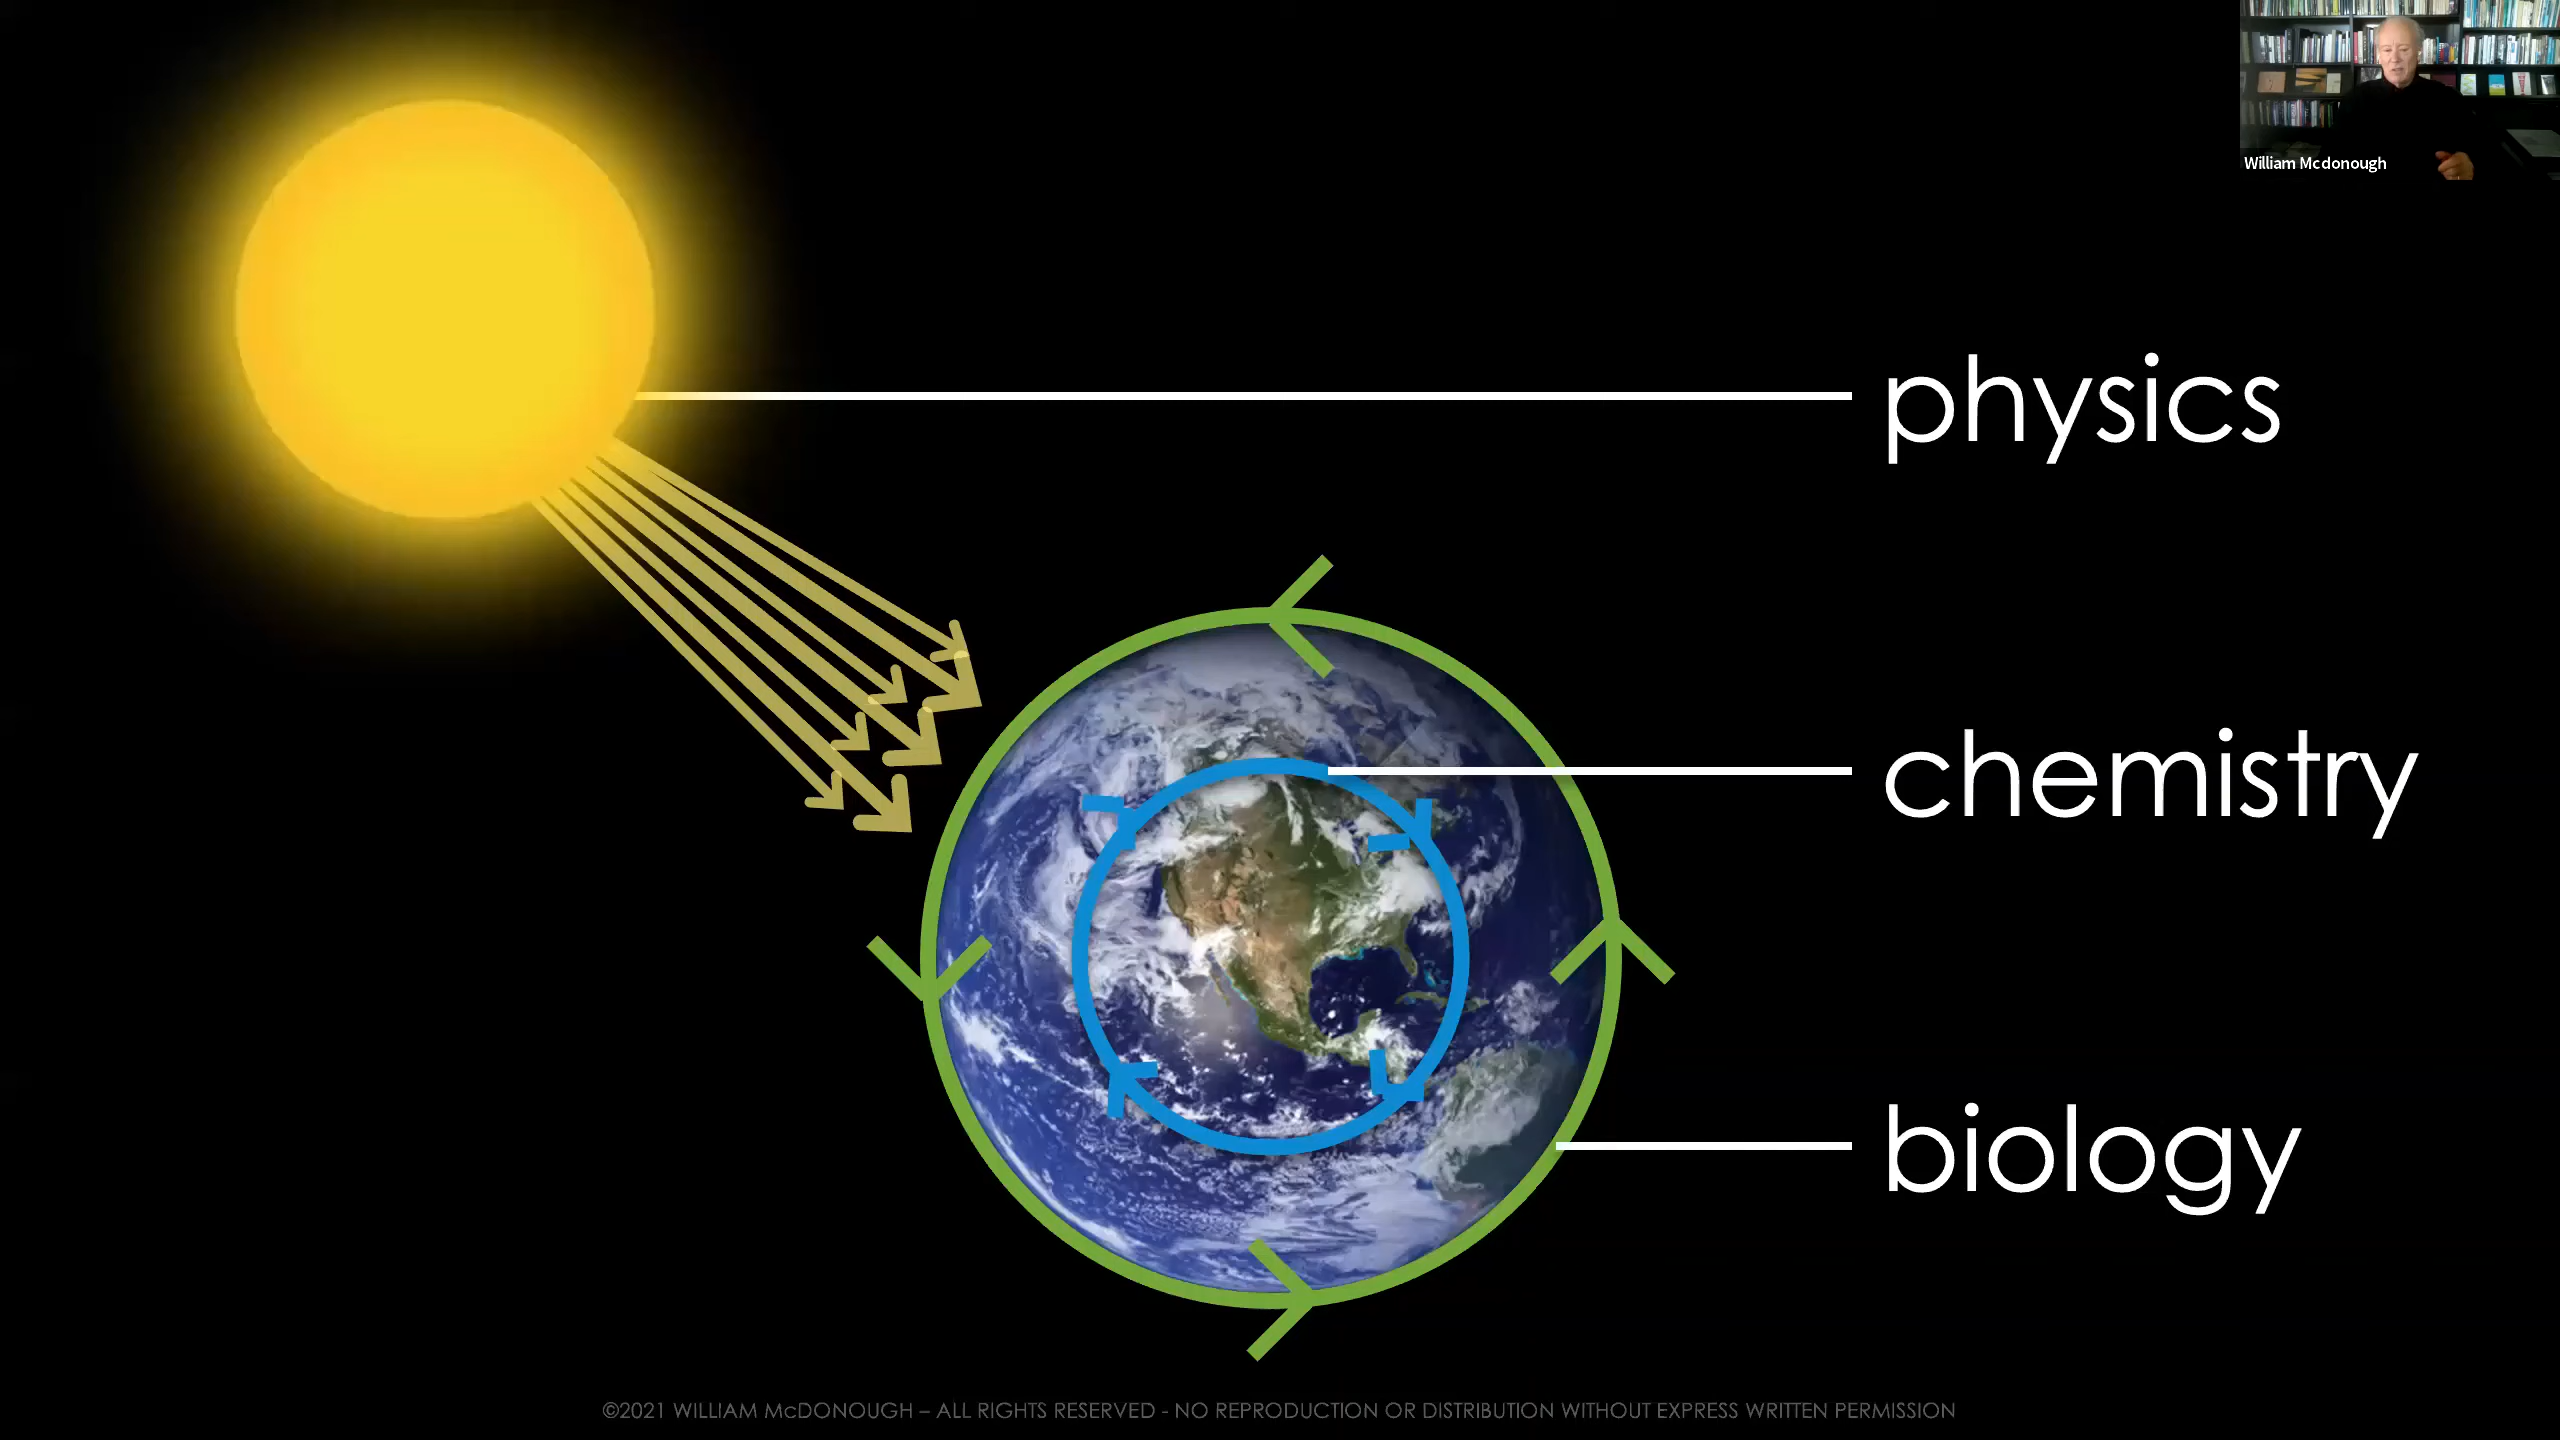 William Mcdonough
physics
chemistry
biology
©2021 WILLIAM McDONOUGH – ALL RIGHTS RESERVED - NO REPRODUCTION OR DISTRIBUTION WITHOUT EXPRESS WRITTEN PERMISSION